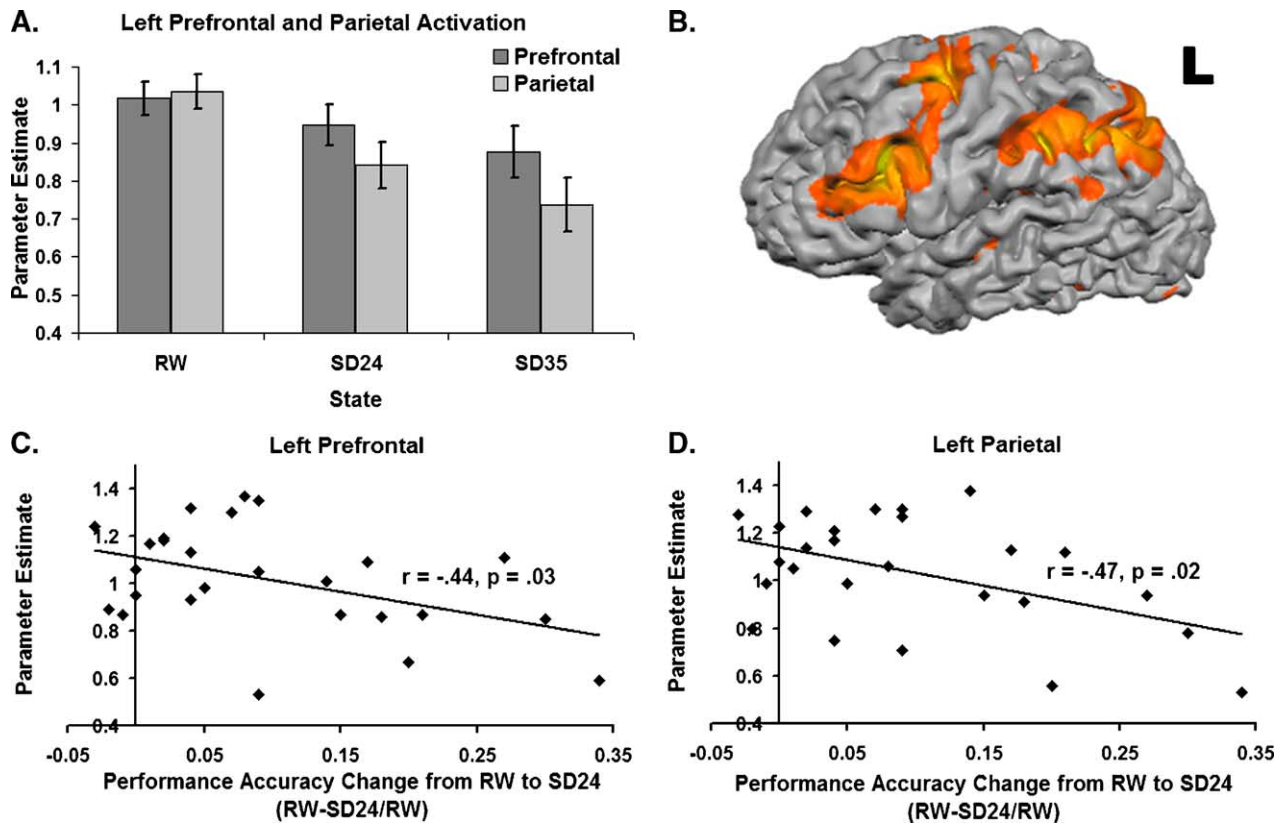 A.
Left Prefrontal and Parietal Activation
Prefrontal
Parietal
Parameter Estimate
1.1
1
0.9
0.8
0.7
0.6
0.5
0.4
RW SD24 SD35
State
B.
L
C.
Left Prefrontal
Parameter Estimate
1.4
1.2
1
0.8
0.6
0.4
r = -.44, p = .03
-0.05 0.05 0.15 0.25 0.35
Performance Accuracy Change from RW to SD24
(RW-SD24/RW)
D.
Left Parietal
Parameter Estimate
1.4
1.2
1
0.8
0.6
0.4
r = -.47, p = .02
-0.05 0.05 0.15 0.25 0.35
Performance Accuracy Change from RW to SD24
(RW-SD24/RW)